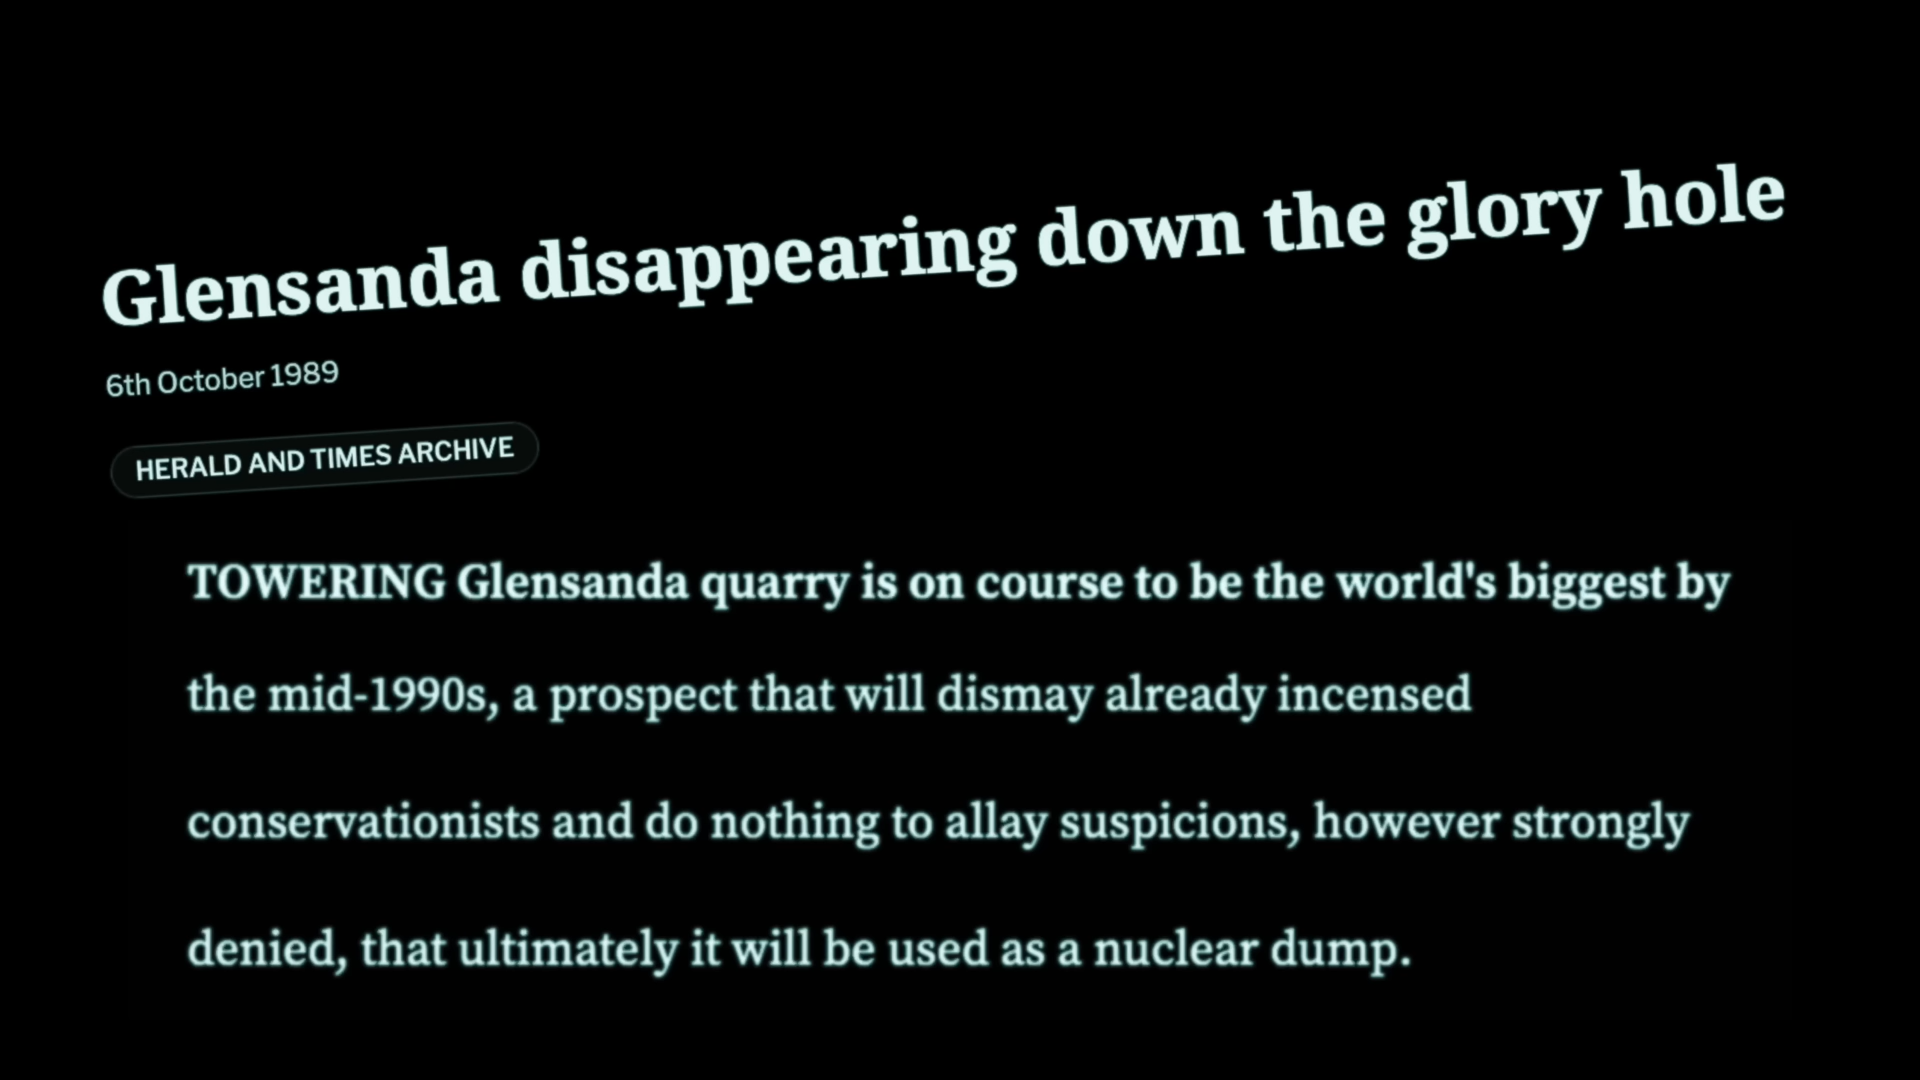 Glensanda disappearing down the glory hole
6th October 1989
HERALD AND TIMES ARCHIVE
TOWERING Glensanda quarry is on course to be the world's biggest by
the mid-1990s, a prospect that will dismay already incensed
conservationists and do nothing to allay suspicions, however strongly
denied, that ultimately it will be used as a nuclear dump.